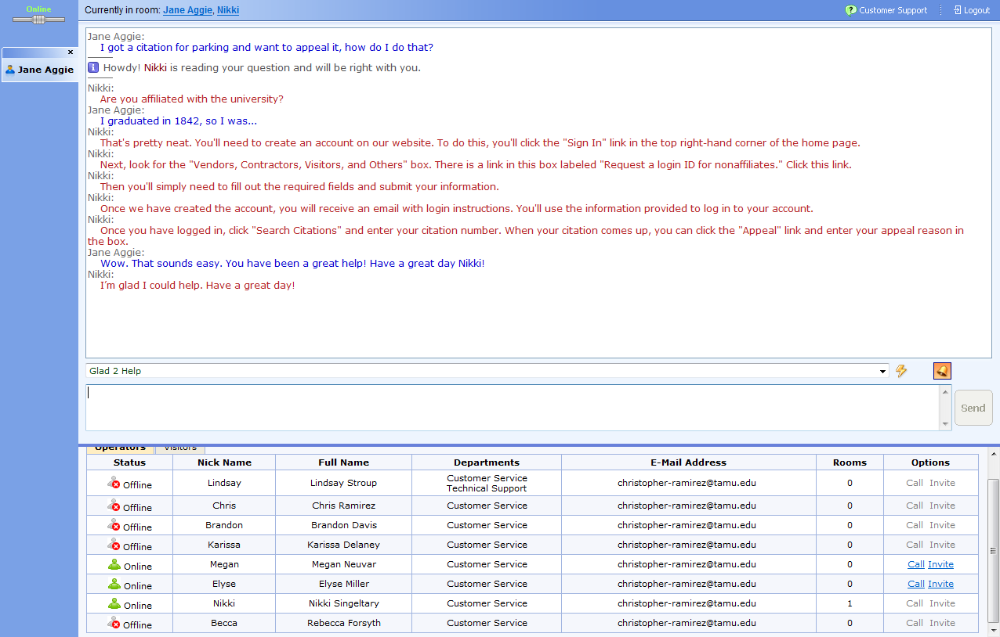 Online
Currently in room: Jane Aggie, Nikki
Customer Support
Logout
Jane Aggie
Jane Aggie:
I got a citation for parking and want to appeal it, how do I do that?
Howdy! Nikki is reading your question and will be right with you.
Nikki:
Are you affiliated with the university?
Jane Aggie:
I graduated in 1842, so I was...
Nikki:
That's pretty neat. You'll need to create an account on our website. To do this, you'll click the "Sign In" link in the top right-hand corner of the home page.
Nikki:
Next, look for the "Vendors, Contractors, Visitors, and Others" box. There is a link in this box labeled "Request a login ID for nonaffiliates." Click this link.
Nikki:
Then you'll simply need to fill out the required fields and submit your information.
Nikki:
Once we have created the account, you will receive an email with login instructions. You'll use the information provided to log in to your account.
Nikki:
Once you have logged in, click "Search Citations" and enter your citation number. When your citation comes up, you can click the "Appeal" link and enter your appeal reason in
the box.
Jane Aggie:
Wow. That sounds easy. You have been a great help! Have a great day Nikki!
Nikki:
I'm glad I could help. Have a great day!
Glad 2 Help
Send
Operators Visitors
Status Nick Name Full Name Departments E-Mail Address Rooms Options
Offline Lindsay Lindsay Stroup Customer Service christopher-ramirez@tamu.edu 0 Call Invite
Technical Support
Offline Chris Chris Ramirez Customer Service christopher-ramirez@tamu.edu 0 Call Invite
Offline Brandon Brandon Davis Customer Service christopher-ramirez@tamu.edu 0 Call Invite
Offline Karissa Karissa Delaney Customer Service christopher-ramirez@tamu.edu 0 Call Invite
Online Megan Megan Neuvar Customer Service christopher-ramirez@tamu.edu 0 Call Invite
Online Elyse Elyse Miller Customer Service christopher-ramirez@tamu.edu 0 Call Invite
Online Nikki Nikki Singeltary Customer Service christopher-ramirez@tamu.edu 1 Call Invite
Offline Becca Rebecca Forsyth Customer Service christopher-ramirez@tamu.edu 0 Call Invite